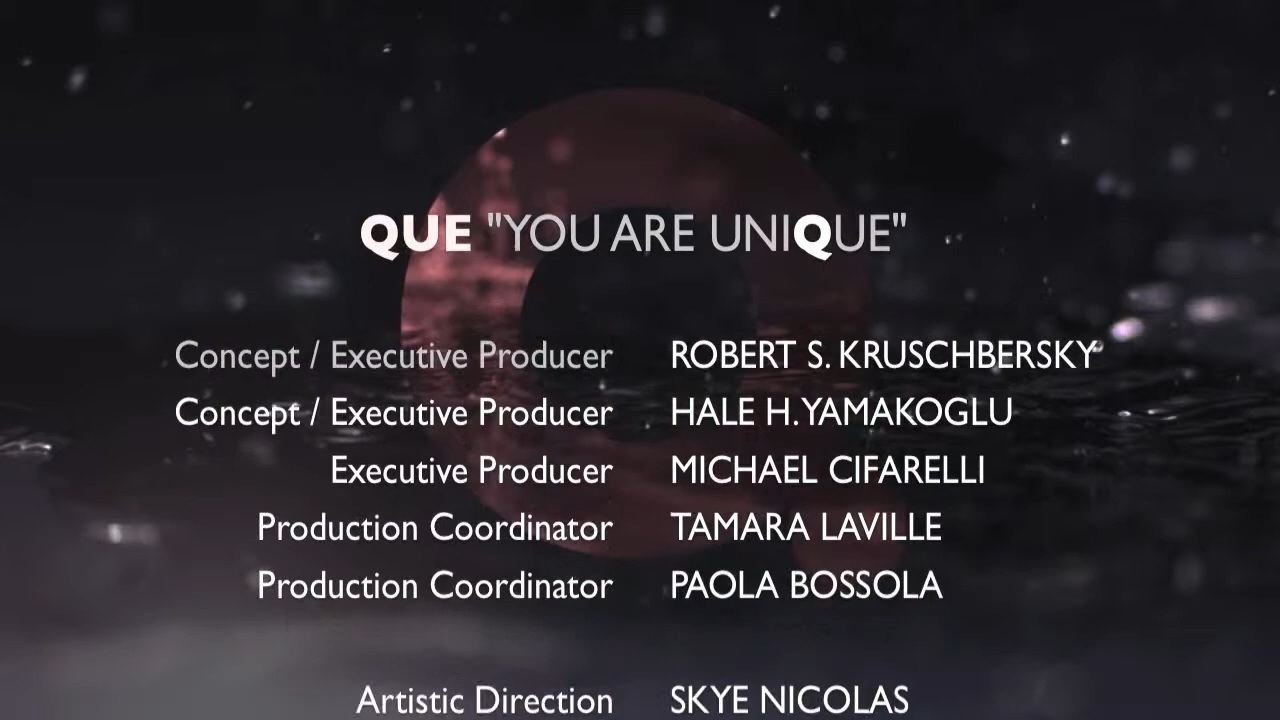 QUE "YOU ARE UNIQUE"
Concept / Executive Producer ROBERT S. KRUSCHBERSKY
Concept / Executive Producer HALE H. YAMAKOGLU
Executive Producer MICHAEL CIFARELLI
Production Coordinator TAMARA LAVILLE
Production Coordinator PAOLA BOSSOLA
Artistic Direction SKYE NICOLAS